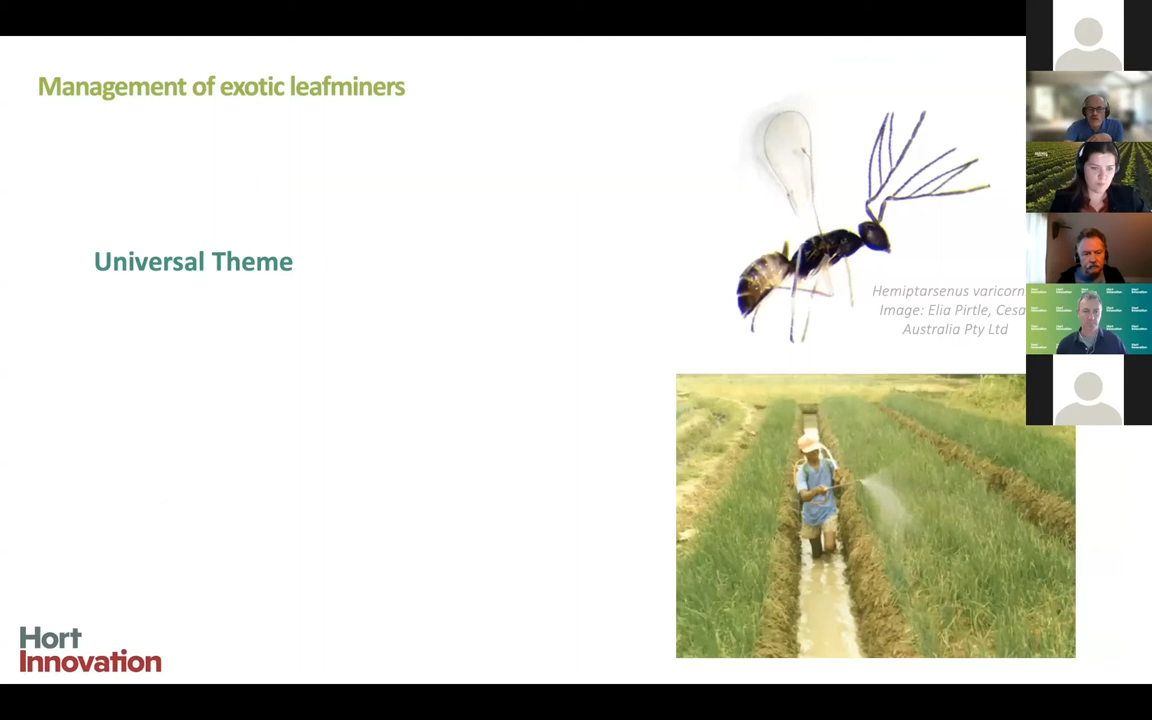 Management of exotic leafminers
Universal Theme
Hemiptarsenus varicorn
Image: Elia Pirtle, Cesa
Australia Pty Ltd
Hort
Innovation